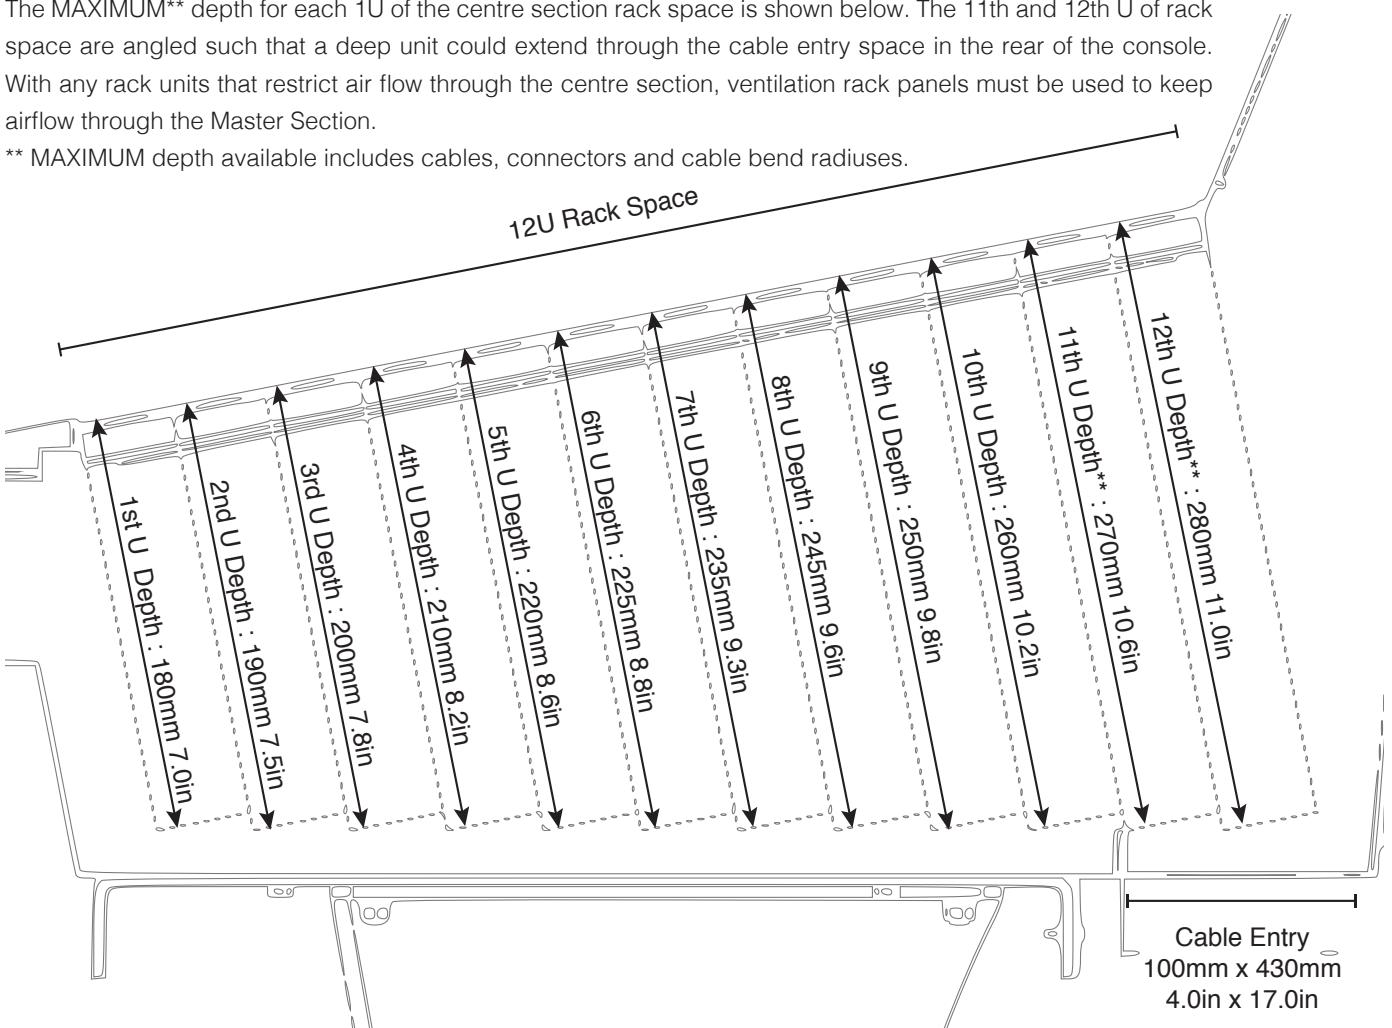 The MAXIMUM** depth for each 1U of the centre section rack space is shown below. The 11th and 12th U of rack
space are angled such that a deep unit could extend through the cable entry space in the rear of the console.
With any rack units that restrict air flow through the centre section, ventilation rack panels must be used to keep
airflow through the Master Section.
** MAXIMUM depth available includes cables, connectors and cable bend radiuses.
12U Rack Space
1st U  Depth : 180mm 7.0in
2nd U Depth : 190mm 7.5in
3rd U Depth : 200mm 7.8in
4th U Depth : 210mm 8.2in
5th U Depth : 220mm 8.6in
6th U Depth : 225mm 8.8in
7th U Depth : 235mm 9.3in
8th U Depth : 245mm 9.6in
9th U Depth : 250mm 9.8in
10th U Depth : 260mm 10.2in
11th U Depth** : 270mm 10.6in
12th U Depth** : 280mm 11.0in
Cable Entry
100mm x 430mm
4.0in x 17.0in